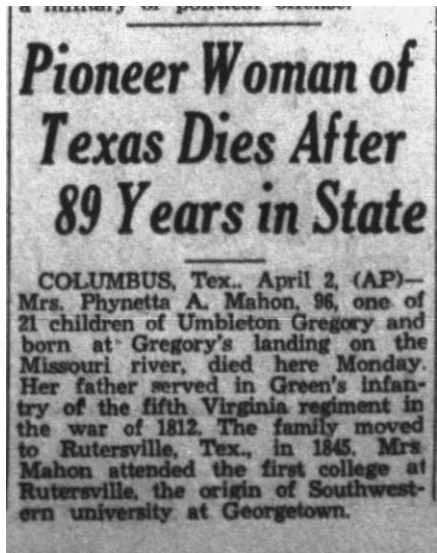 a military or political offense.
Pioneer Woman of
Texas Dies After
89 Years in State
COLUMBUS, Tex., April 2, (AP)—
Mrs. Phynetta A. Mahon, 96, one of
21 children of Umbleton Gregory and
born at Gregory's landing on the
Missouri river, died here Monday.
Her father served in Green's infan-
try of the fifth Virginia regiment in
the war of 1812. The family moved
to Rutersville, Tex., in 1845. Mrs
Mahon attended the first college at
Rutersville, the origin of Southwest-
ern university at Georgetown.